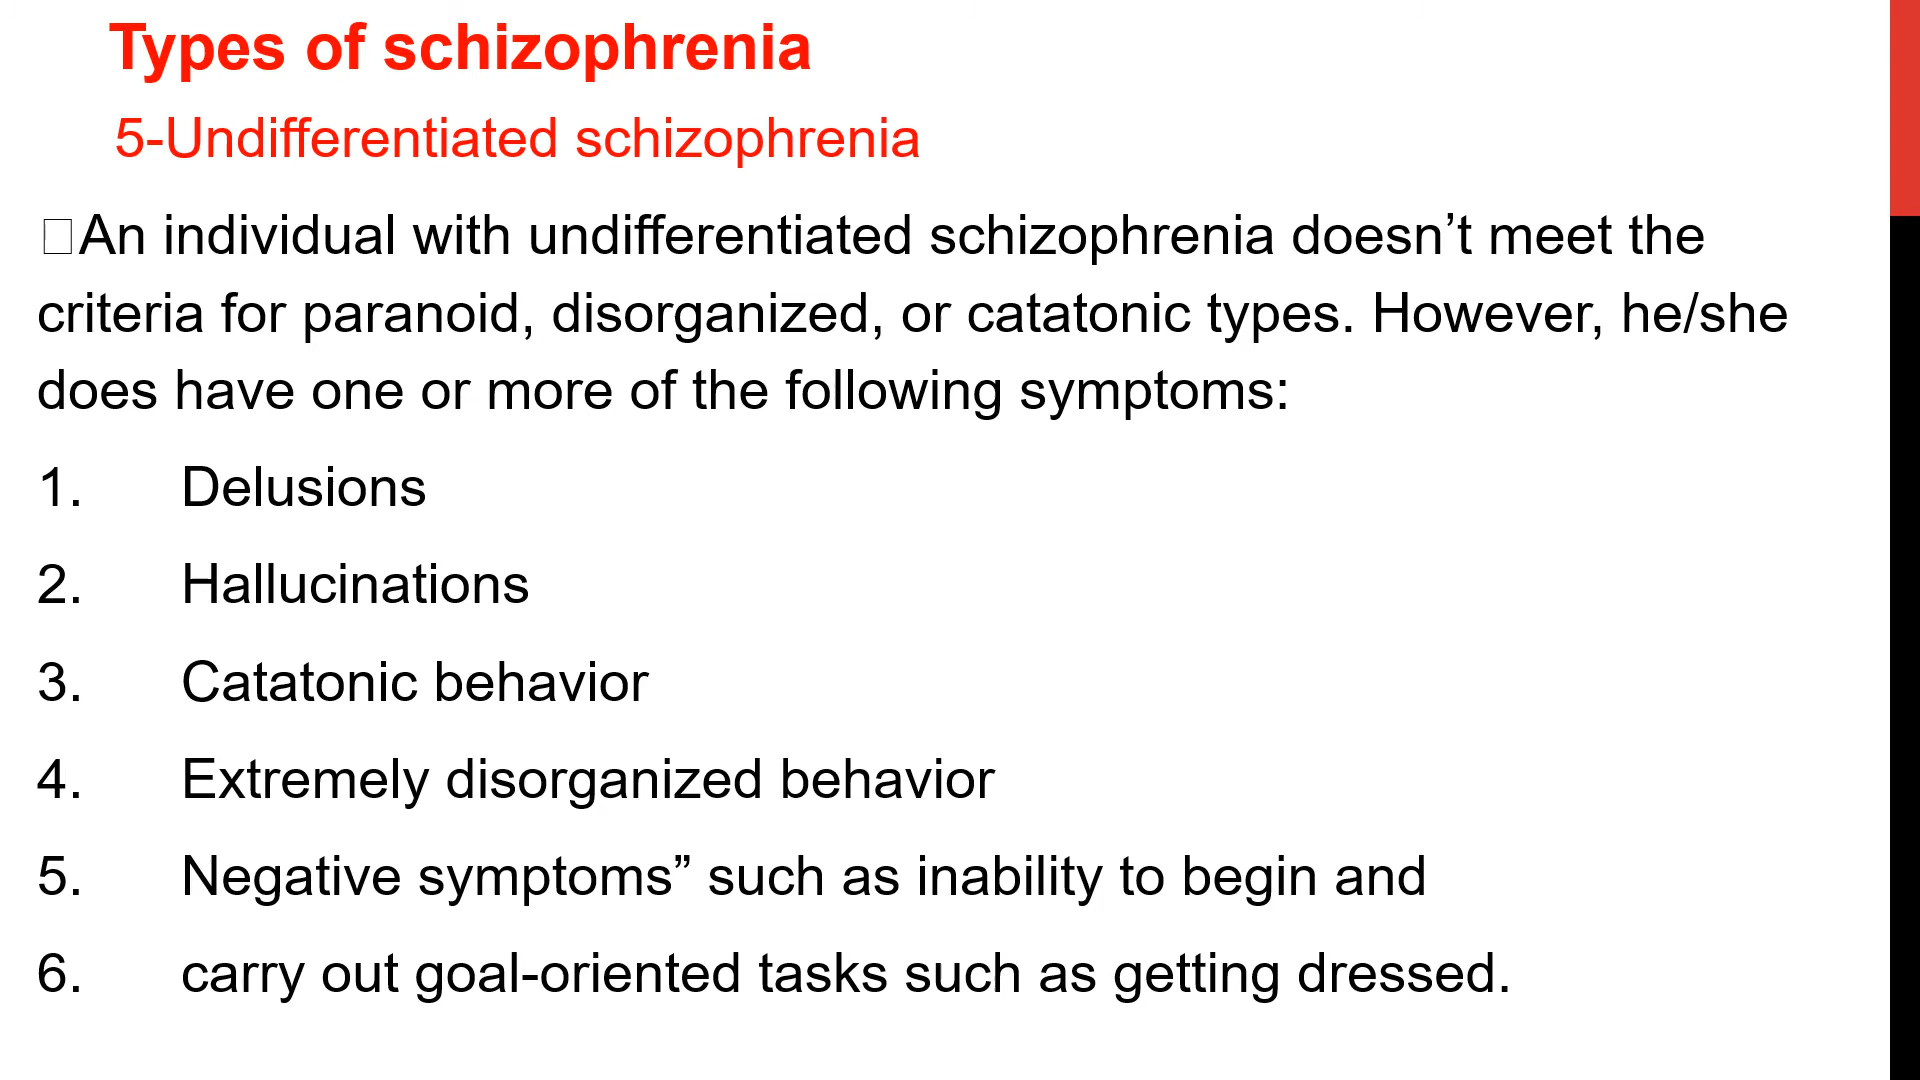 Types of schizophrenia
5-Undifferentiated schizophrenia
An individual with undifferentiated schizophrenia doesn’t meet the
criteria for paranoid, disorganized, or catatonic types. However, he/she
does have one or more of the following symptoms:
1. Delusions
2. Hallucinations
3. Catatonic behavior
4. Extremely disorganized behavior
5. Negative symptoms” such as inability to begin and
6. carry out goal-oriented tasks such as getting dressed.